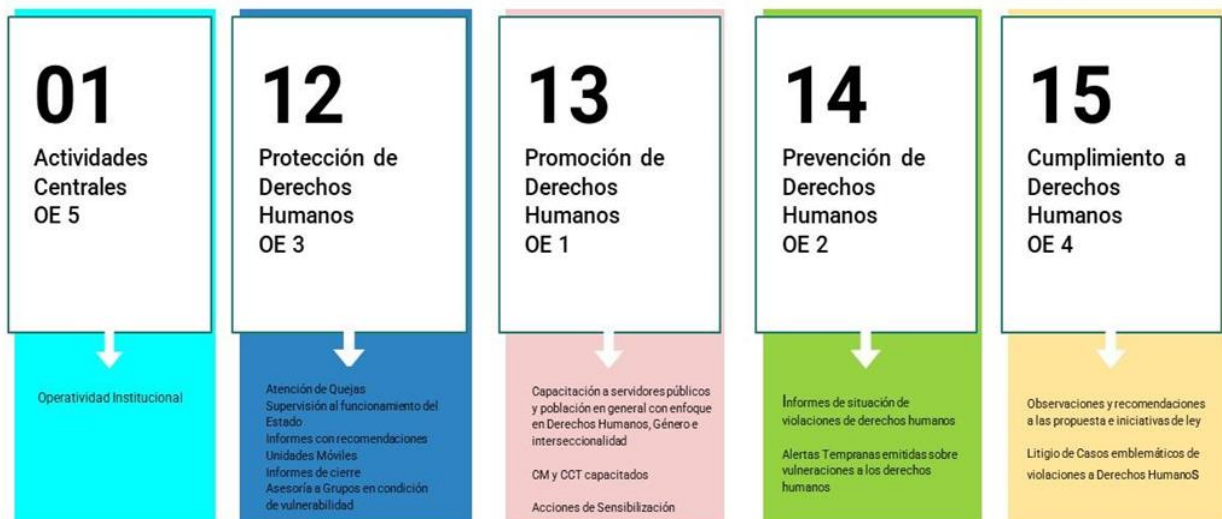 01
Actividades
Centrales
OE 5
Operatividad Institucional
12
Protección de
Derechos
Humanos
OE 3
Atención de Quejas
Supervisión al funcionamiento del
Estado
Informes con recomendaciones
Unidades Móviles
Informes de cierre
Asesoría a Grupos en condición
de vulnerabilidad
13
Promoción de
Derechos
Humanos
OE 1
Capacitación a servidores públicos
y población en general con enfoque
en Derechos Humanos, Género e
interseccionalidad
CM y CCT capacitados
Acciones de Sensibilización
14
Prevención de
Derechos
Humanos
OE 2
Informes de situación de
violaciones de derechos humanos
Alertas Tempranas emitidas sobre
vulneraciones a los derechos
humanos
15
Cumplimiento a
Derechos
Humanos
OE 4
Observaciones y recomendaciones
a las propuesta e iniciativas de ley
Litigio de Casos emblemáticos de
violaciones a Derechos Humanos